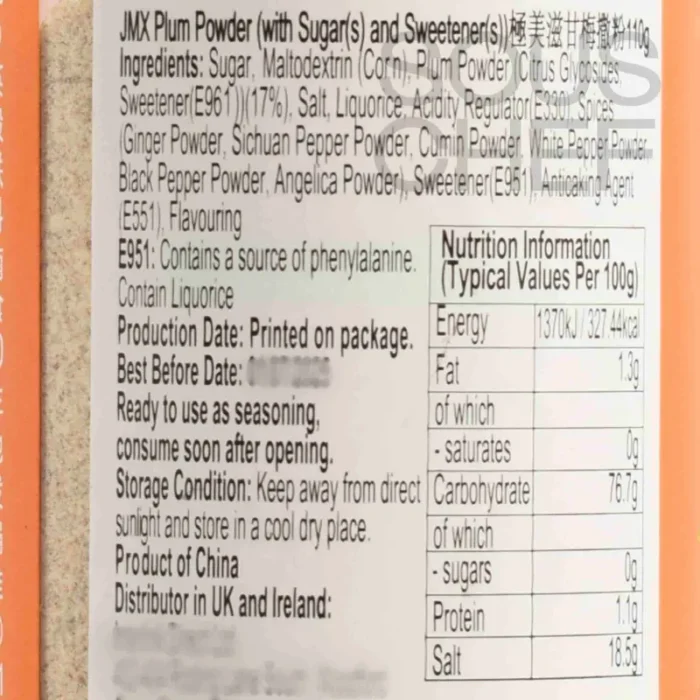 JMX Plum Powder (with Sugar(s) and Sweetener(s))極美滋甘梅撒粉110g
Ingredients: Sugar, Maltodextrin (Corn), Plum Powder (Citrus Glycosides,
Sweetener(E961))(17%), Salt, Liquorice, Acidity Regulator(E330), Spices
(Ginger Powder, Sichuan Pepper Powder, Cumin Powder, White Pepper Powder,
Black Pepper Powder, Angelica Powder), Sweetener(E951), Anticaking Agent
(E551), Flavouring
E951: Contains a source of phenylalanine.
Contain Liquorice
Production Date: Printed on package.
Best Before Date:
Ready to use as seasoning,
consume soon after opening.
Storage Condition: Keep away from direct
sunlight and store in a cool dry place.
Product of China
Distributor in UK and Ireland:
Nutrition Information
(Typical Values Per 100g)
Energy 1370kJ / 327.44kcal
Fat 1.3g
of which
- saturates 0g
Carbohydrate 76.7g
of which
- sugars 0g
Protein 1.1g
Salt 18.5g
SOUS
CHEF